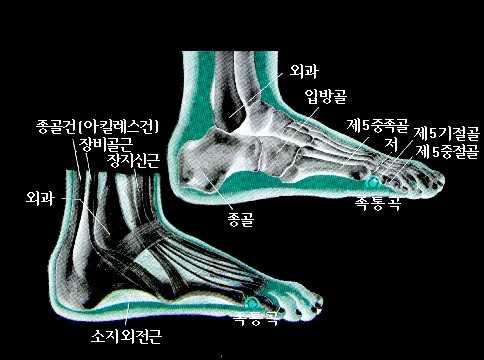 외과
입방골
종골건(아킬레스건)
장비골근
장지신근
제5중족골
저
제5기절골
제5중절골
외과
종골
족통곡
족통곡
소지외전근